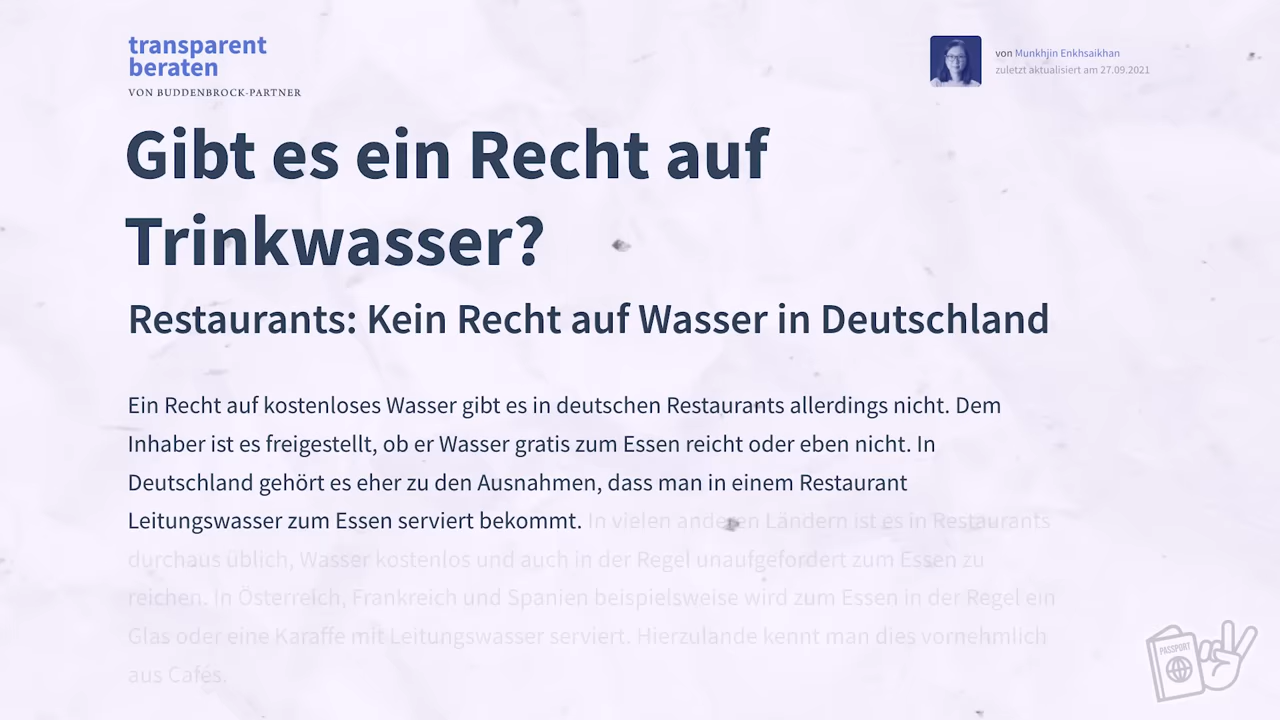 transparent
beraten
VON BUDDENBROCK-PARTNER
von Munkhjin Enkhsaikhan
zuletzt aktualisiert am 27.09.2021
Gibt es ein Recht auf
Trinkwasser?
Restaurants: Kein Recht auf Wasser in Deutschland
Ein Recht auf kostenloses Wasser gibt es in deutschen Restaurants allerdings nicht. Dem
Inhaber ist es freigestellt, ob er Wasser gratis zum Essen reicht oder eben nicht. In
Deutschland gehört es eher zu den Ausnahmen, dass man in einem Restaurant
Leitungswasser zum Essen serviert bekommt. In vielen anderen Ländern ist es in Restaurants
durchaus üblich, Wasser kostenlos und auch in der Regel unaufgefordert zum Essen zu
reichen. In Österreich, Frankreich und Spanien beispielsweise wird zum Essen in der Regel ein
Glas oder eine Karaffe mit Leitungswasser serviert. Hierzulande kennt man dies vornehmlich
aus Cafés.
PASSPORT